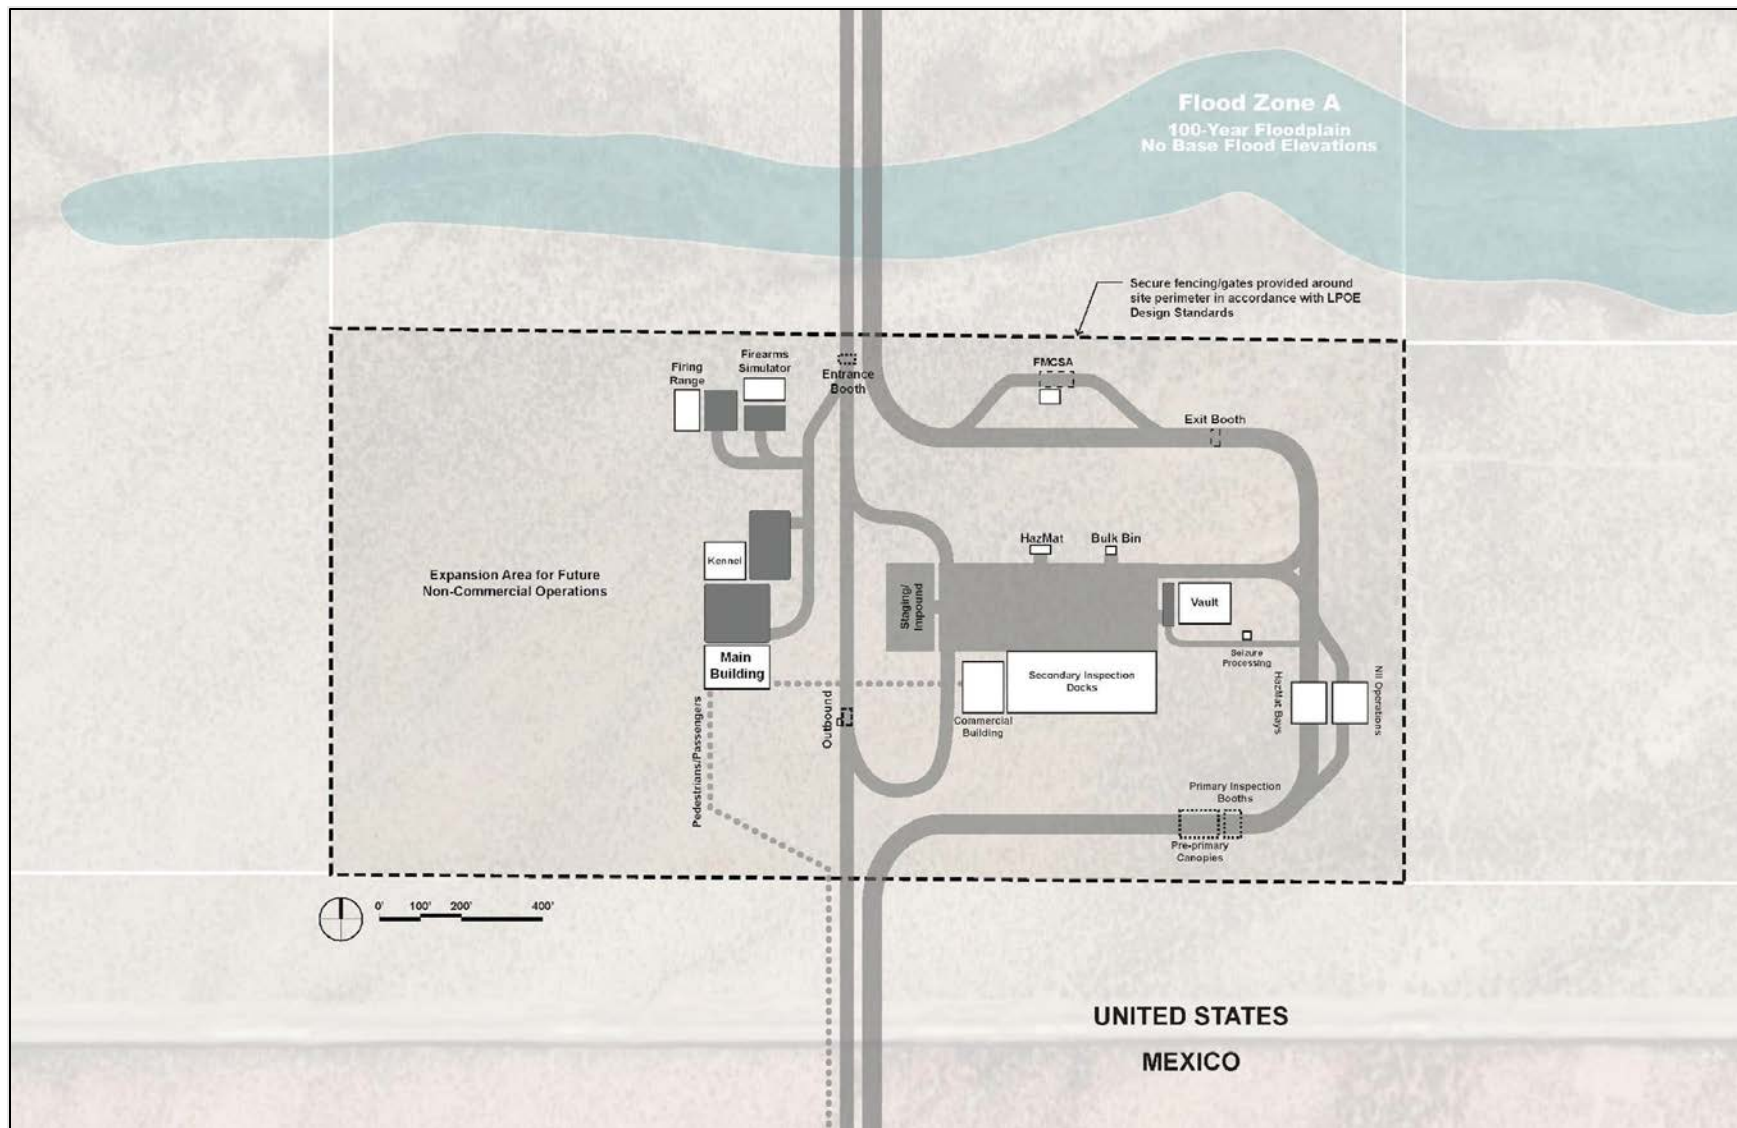 Flood Zone A
100-Year Floodplain
No Base Flood Elevations
Secure fencing/gates provided around
site perimeter in accordance with LPOE
Design Standards
Firing
Range
Firearms
Simulator
Entrance
Booth
FMCSA
Exit Booth
HazMat
Bulk Bin
Kennel
Expansion Area for Future
Non-Commercial Operations
Staging/
Impound
Vault
Seizure
Processing
Main
Building
Secondary Inspection
Docks
Commercial
Building
HazMat Bays
NII Operations
Outbound
Pedestrians/Passengers
Primary Inspection
Booths
Pre-primary
Canopies
0' 100' 200' 400'
UNITED STATES
MEXICO